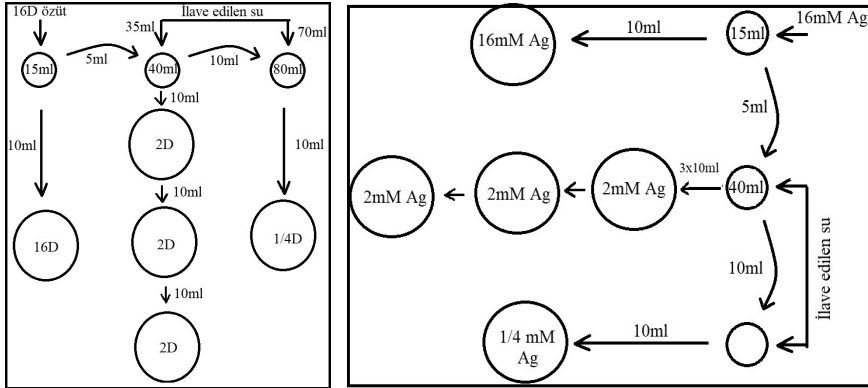 16D özüt
İlave edilen su
35ml
70ml
5ml
10ml
15ml
40ml
80ml
10ml
2D
10ml
10ml
10ml
16D
2D
1/4D
10ml
2D
16mM Ag
10ml
15ml
16mM Ag
5ml
2mM Ag
2mM Ag
2mM Ag
3x10ml
40ml
10ml
İlave edilen su
1/4 mM
Ag
10ml